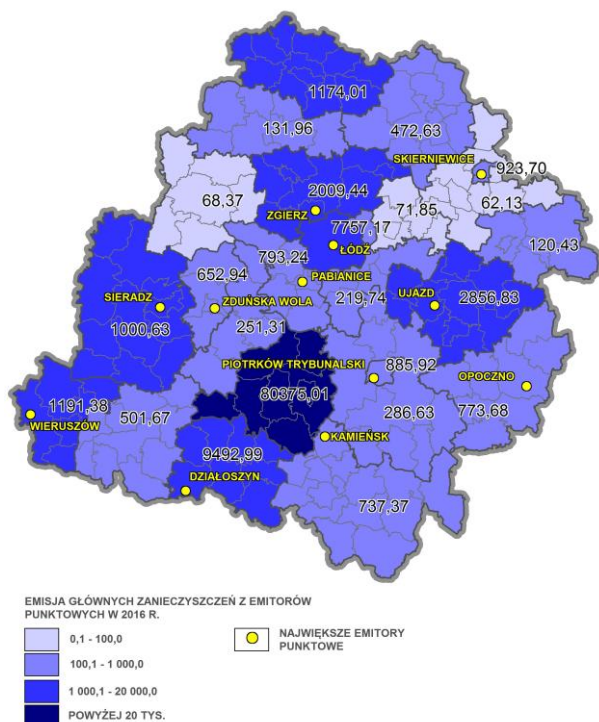 1174,01
131,96
472,63
SKIERNIEWICE
923,70
68,37
2009,44
ZGIERZ
71,85
62,13
7757,17
ŁÓDŹ
120,43
793,24
652,94
PABIANICE
SIERADZ
ZDUŃSKA WOLA
219,74
UJAZD
2856,83
1000,63
251,31
PIOTRKÓW TRYBUNALSKI
885,92
OPOCZNO
80375,01
1191,38
501,67
286,63
773,68
WIERUSZÓW
KAMIEŃSK
9492,99
DZIAŁOSZYN
737,37
EMISJA GŁÓWNYCH ZANIECZYSZCZEŃ Z EMITORÓW
PUNKTOWYCH W 2016 R.
0,1 - 100,0
100,1 - 1 000,0
1 000,1 - 20 000,0
POWYŻEJ 20 TYS.
NAJWIĘKSZE EMITORY
PUNKTOWE